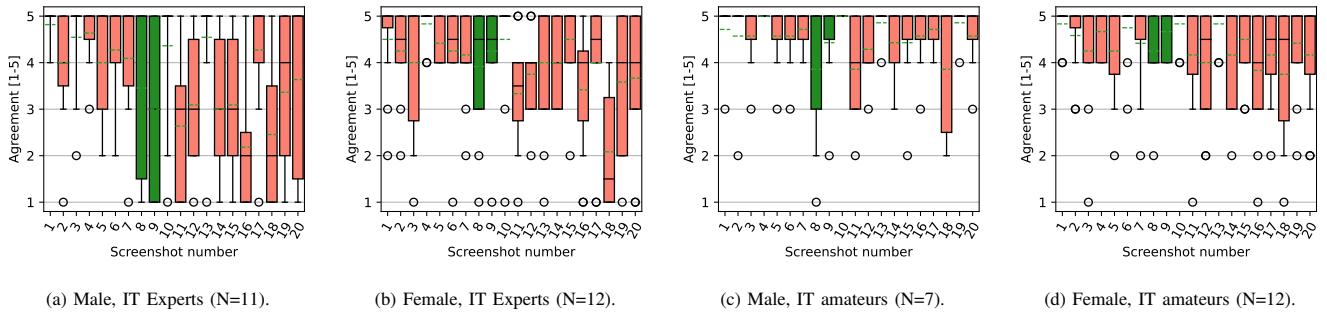 5
4
3
2
1
Agreement [1-5]
1 2 3 4 5 6 7 8 9 10 11 12 13 14 15 16 17 18 19 20
Screenshot number
(a) Male, IT Experts (N=11).
5
4
3
2
1
Agreement [1-5]
1 2 3 4 5 6 7 8 9 10 11 12 13 14 15 16 17 18 19 20
Screenshot number
(b) Female, IT Experts (N=12).
5
4
3
2
1
Agreement [1-5]
1 2 3 4 5 6 7 8 9 10 11 12 13 14 15 16 17 18 19 20
Screenshot number
(c) Male, IT amateurs (N=7).
5
4
3
2
1
Agreement [1-5]
1 2 3 4 5 6 7 8 9 10 11 12 13 14 15 16 17 18 19 20
Screenshot number
(d) Female, IT amateurs (N=12).